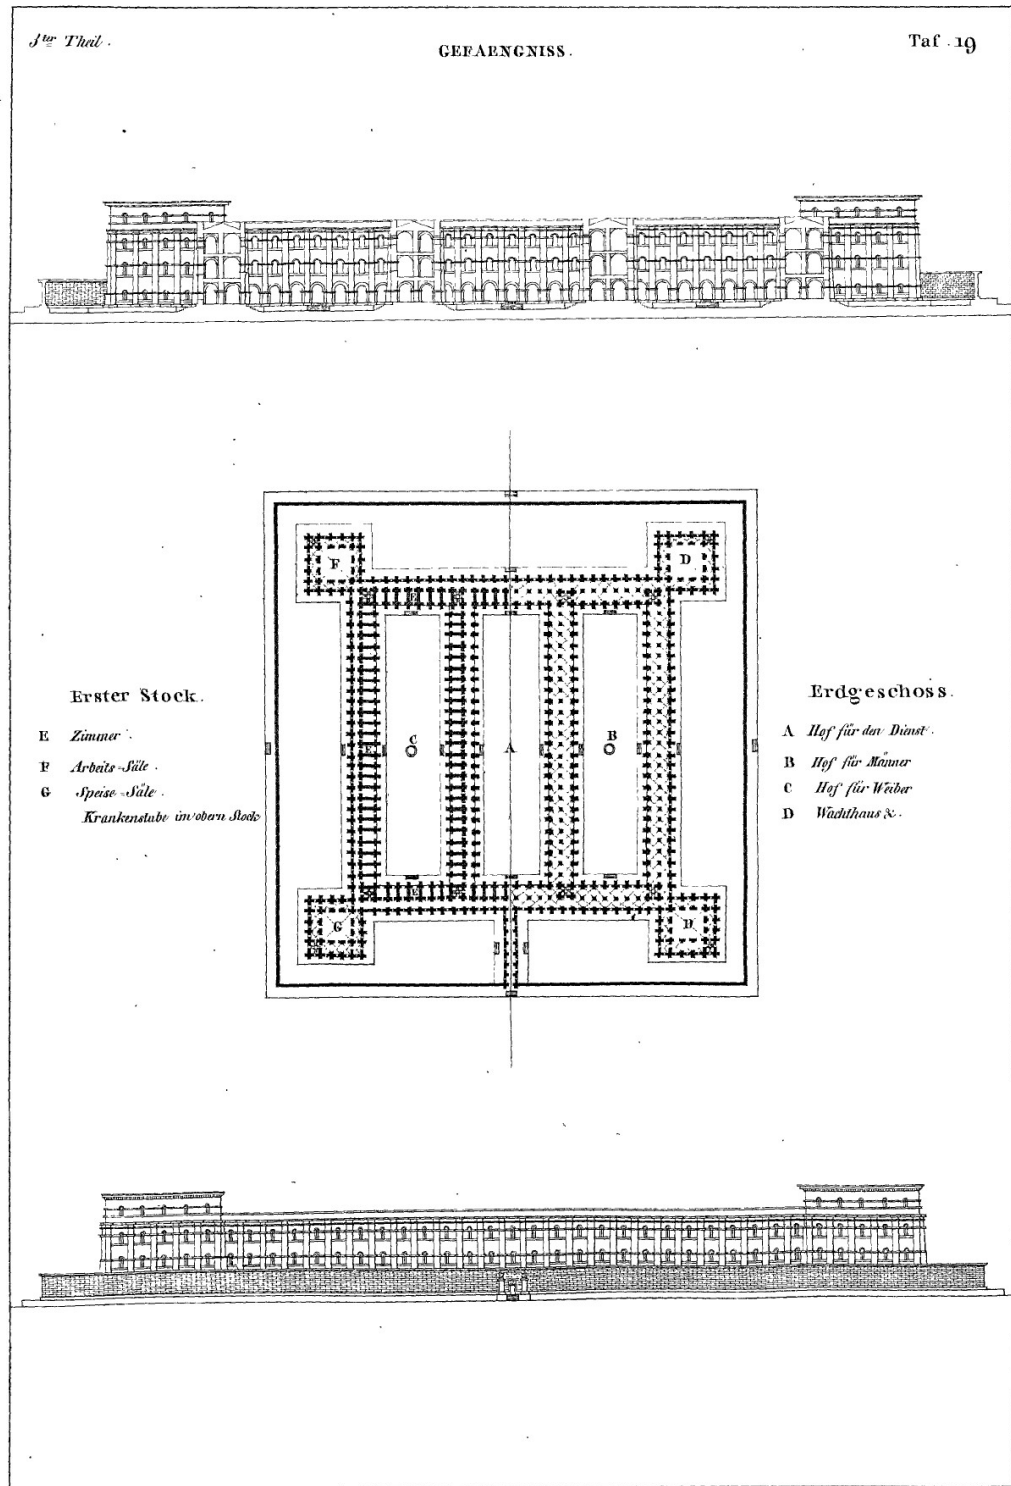 3ter Theil.
GEFAENGNISS.
Taf. 19
F
D
E
Erster Stock.
E Zimmer.
F Arbeits-Säle.
G Speise-Säle.
Krankenstube im obern Stock
E
C
A
B
Erdgeschoss.
A Hof für den Dienst.
B Hof für Männer
C Hof für Weiber
D Wachthaus &.
E
G
D